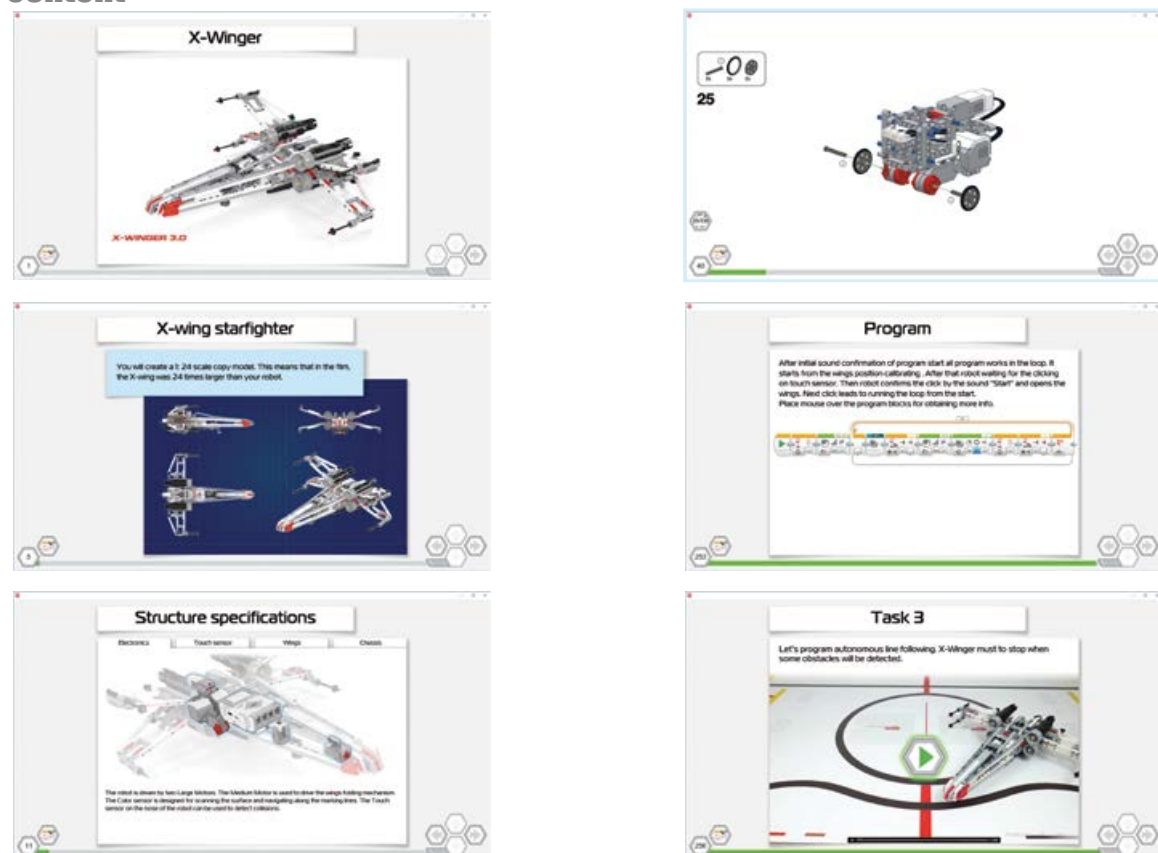 X-Winger
X-WINGER 3.0
1
X-wing starfighter
You will create a 1: 24 scale copy model. This means that in the film,
the X-wing was 24 times larger than your robot.
Structure specifications
Electronics Touch sensor Wings Chassis
The robot is driven by two Large Motors. The Medium Motor is used to drive the wings folding mechanism.
The Color sensor is designed for scanning the surface and navigating along the marking lines. The Touch
sensor on the nose of the robot can be used to detect collisions.
11
25
40
Program
After initial sound confirmation of program start all program works in the loop. It
starts from the wings position calibrating . After that robot waiting for the clicking
on touch sensor. Then robot confirms the click by the sound "Start" and opens the
wings. Next click leads to running the loop from the start.
Place mouse over the program blocks for obtaining more info.
Task 3
Let's program autonomous line following. X-Winger must to stop when
some obstacles will be detected.